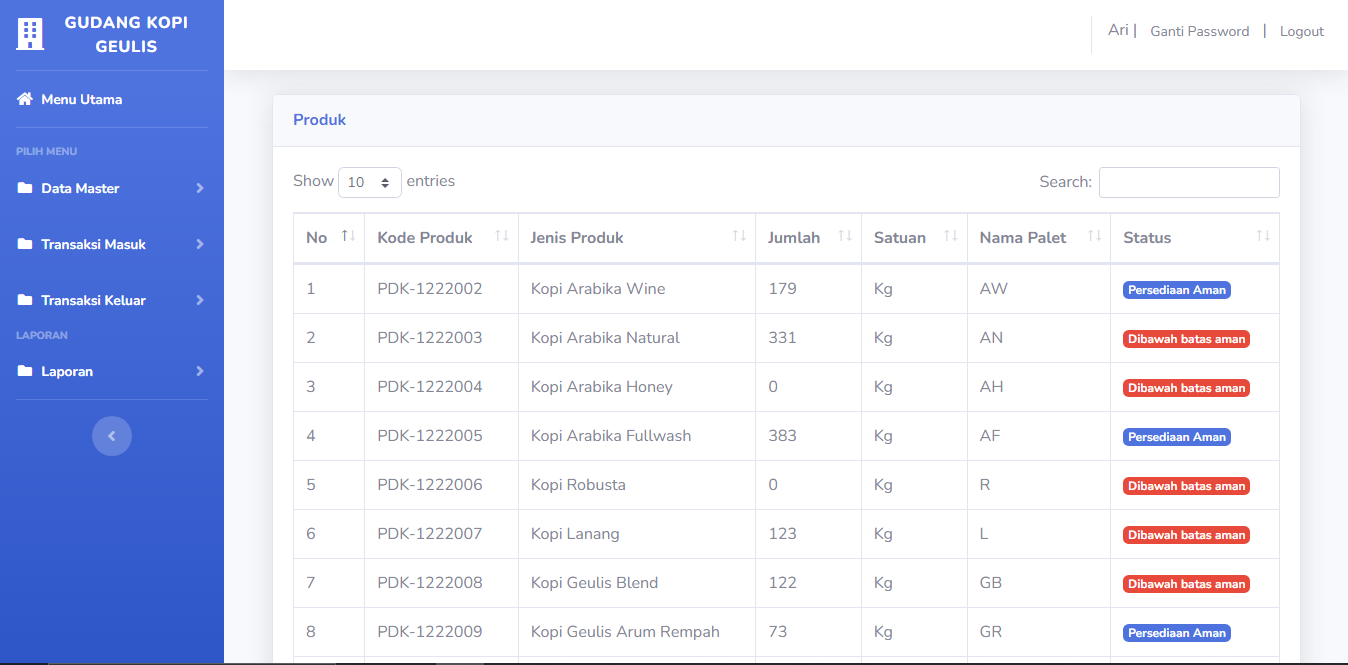 GUDANG KOPI
GEULIS
Ari | Ganti Password | Logout
Menu Utama
PILIH MENU
Data Master
Transaksi Masuk
Transaksi Keluar
LAPORAN
Laporan
Produk
Show 10 entries
Search:
No Kode Produk Jenis Produk Jumlah Satuan Nama Palet Status
1 PDK-1222002 Kopi Arabika Wine 179 Kg AW Persediaan Aman
2 PDK-1222003 Kopi Arabika Natural 331 Kg AN Dibawah batas aman
3 PDK-1222004 Kopi Arabika Honey 0 Kg AH Dibawah batas aman
4 PDK-1222005 Kopi Arabika Fullwash 383 Kg AF Persediaan Aman
5 PDK-1222006 Kopi Robusta 0 Kg R Dibawah batas aman
6 PDK-1222007 Kopi Lanang 123 Kg L Dibawah batas aman
7 PDK-1222008 Kopi Geulis Blend 122 Kg GB Dibawah batas aman
8 PDK-1222009 Kopi Geulis Arum Rempah 73 Kg GR Persediaan Aman